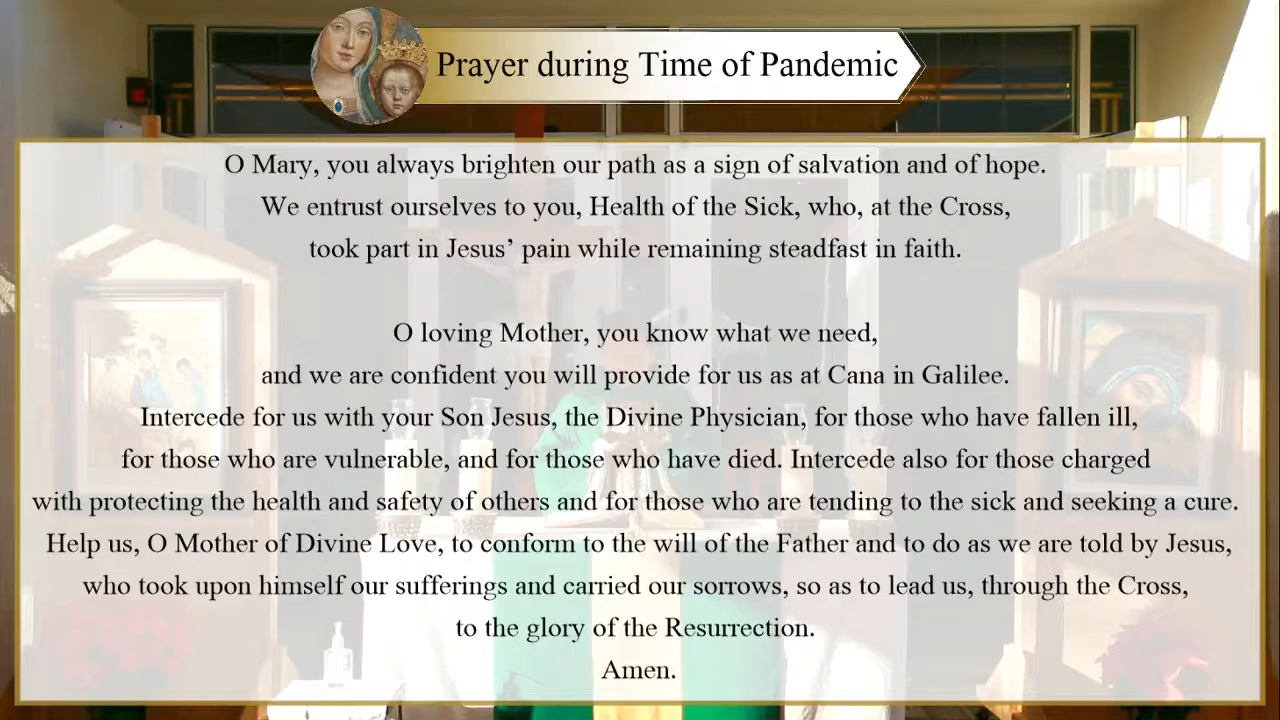 Prayer during Time of Pandemic
O Mary, you always brighten our path as a sign of salvation and of hope.
We entrust ourselves to you, Health of the Sick, who, at the Cross,
took part in Jesus’ pain while remaining steadfast in faith.
O loving Mother, you know what we need,
and we are confident you will provide for us as at Cana in Galilee.
Intercede for us with your Son Jesus, the Divine Physician, for those who have fallen ill,
for those who are vulnerable, and for those who have died. Intercede also for those charged
with protecting the health and safety of others and for those who are tending to the sick and seeking a cure.
Help us, O Mother of Divine Love, to conform to the will of the Father and to do as we are told by Jesus,
who took upon himself our sufferings and carried our sorrows, so as to lead us, through the Cross,
to the glory of the Resurrection.
Amen.